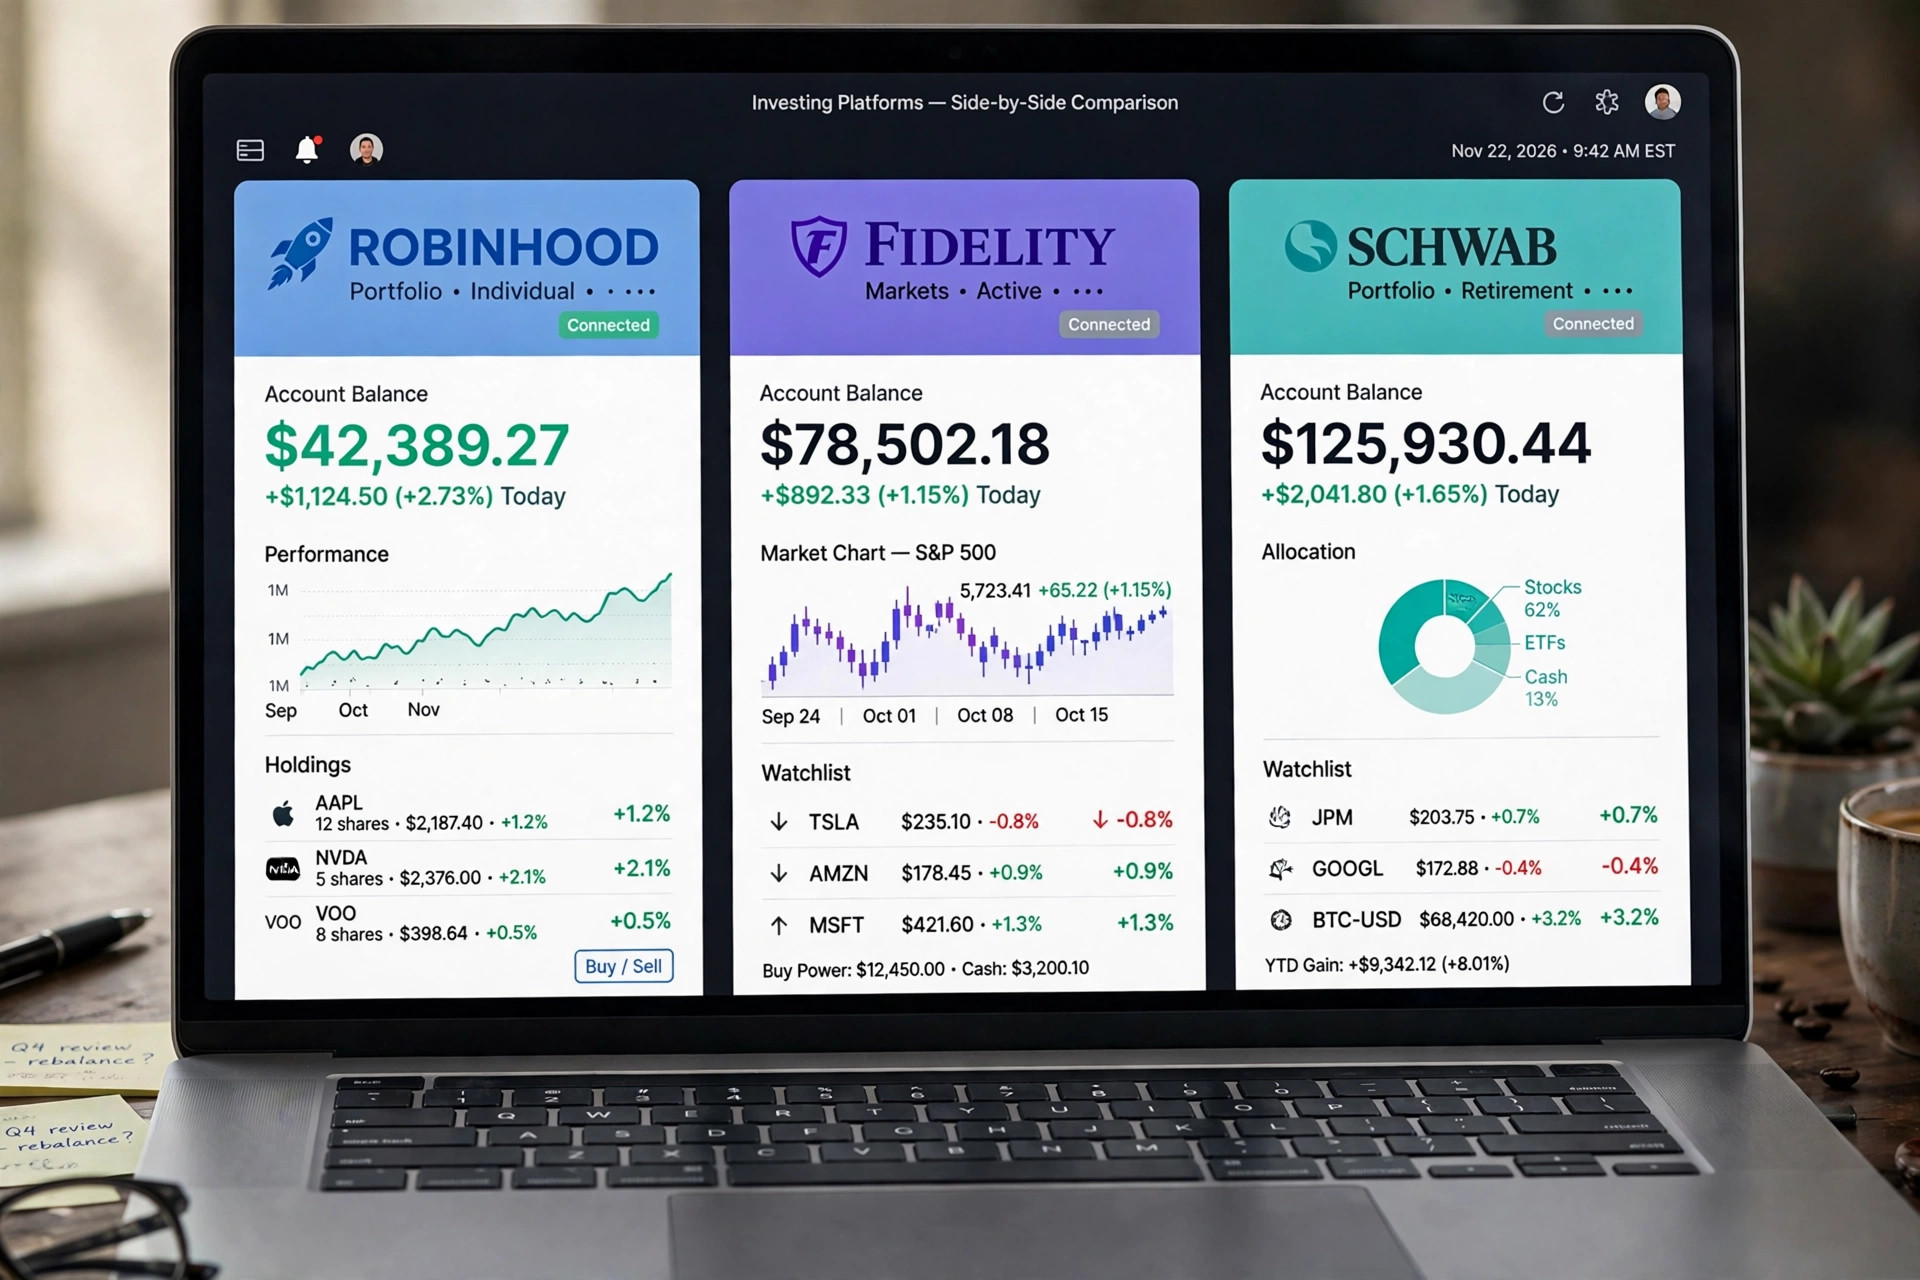 Investing Platforms — Side-by-Side Comparison
Nov 22, 2026 • 9:42 AM EST
ROBINHOOD
Portfolio • Individual • • • • •
Connected
Account Balance
$42,389.27
+$1,124.50 (+2.73%) Today
Performance
1M
1M
1M
Sep Oct Nov
Holdings
AAPL
12 shares • $2,187.40 • +1.2% +1.2%
NVDA
5 shares • $2,376.00 • +2.1% +2.1%
VOO VOO
8 shares • $398.64 • +0.5% +0.5%
Buy / Sell
F FIDELITY
Markets • Active • •••
Connected
Account Balance
$78,502.18
+$892.33 (+1.15%) Today
Market Chart — S&P 500
5,723.41 +65.22 (+1.15%)
Sep 24 | Oct 01 | Oct 08 | Oct 15
Watchlist
↓ TSLA $235.10 • -0.8% ↓ -0.8%
↓ AMZN $178.45 • +0.9% +0.9%
↑ MSFT $421.60 • +1.3% +1.3%
Buy Power: $12,450.00 • Cash: $3,200.10
SCHWAB
Portfolio • Retirement • •••
Connected
Account Balance
$125,930.44
+$2,041.80 (+1.65%) Today
Allocation
Stocks
62%
ETFs
Cash
13%
Watchlist
JPM $203.75 • +0.7% +0.7%
GOOGL $172.88 • -0.4% -0.4%
BTC-USD $68,420.00 • +3.2% +3.2%
YTD Gain: +$9,342.12 (+8.01%)
Q4 review
- rebalance?
Q4 review
- rebalance?
Q W E R T Y U I O P
A S D F G H J K L
Z X C V B N M